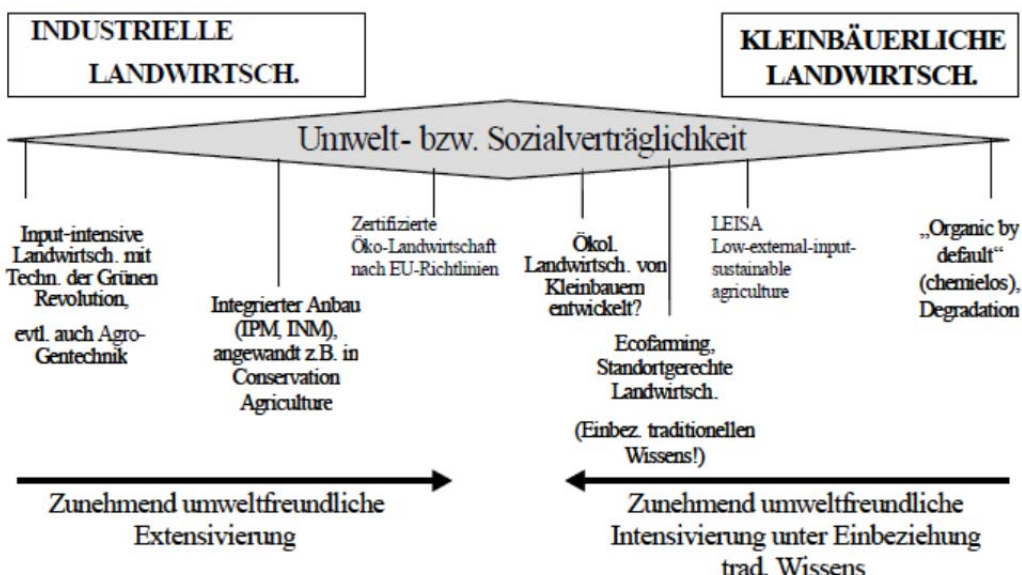 INDUSTRIELLE
LANDWIRTSCH.
KLEINBÄUERLICHE
LANDWIRTSCH.
Umwelt- bzw. Sozialverträglichkeit
Input-intensive
Landwirtsch. mit
Techn. der Grünen
Revolution,
evtl. auch Agro-
Gentechnik
Integrierter Anbau
(IPM, INM),
angewandt z.B. in
Conservation
Agriculture
Zertifizierte
Öko-Landwirtschaft
nach EU-Richtlinien
Ökol.
Landwirtsch. von
Kleinbauern
entwickelt?
Ecofarming,
Standortgerechte
Landwirtsch.
(Einbez. traditionellen
Wissens!)
LEISA
Low-external-input-
sustainable
agriculture
„Organic by
default“
(chemielos),
Degradation
Zunehmend umweltfreundliche
Extensivierung
Zunehmend umweltfreundliche
Intensivierung unter Einbeziehung
trad. Wissens